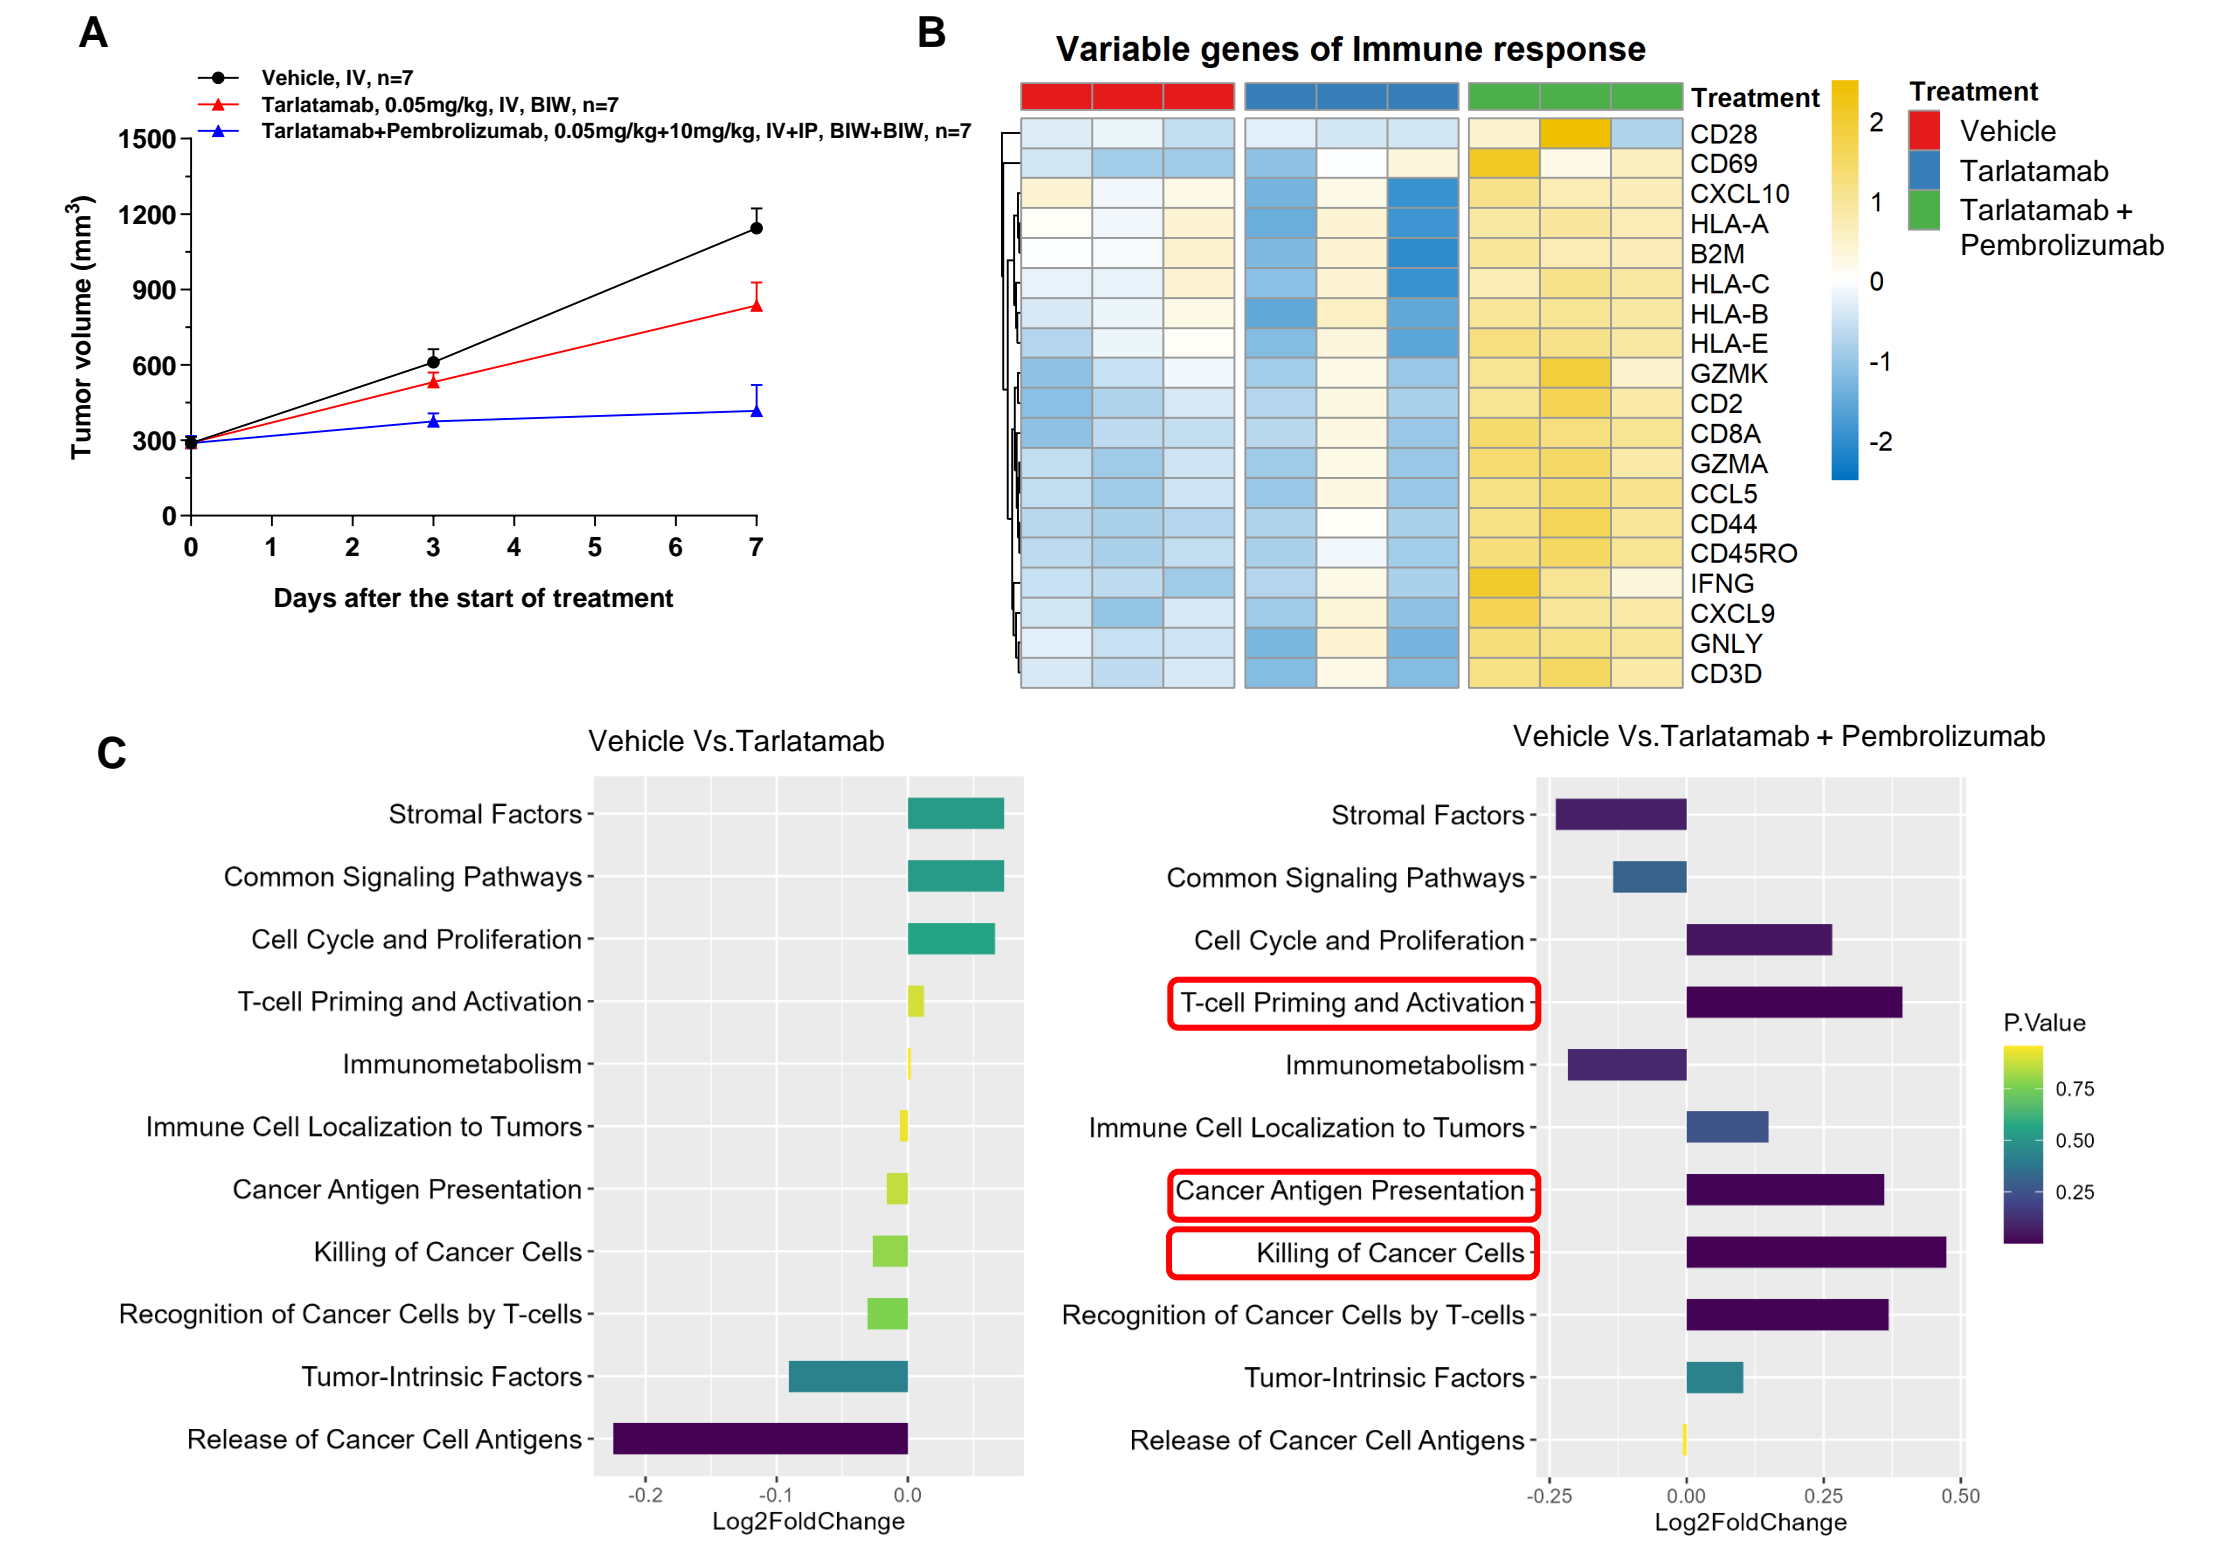 A
Vehicle, IV, n=7
Tarlatamab, 0.05mg/kg, IV, BIW, n=7
Tarlatamab+Pembrolizumab, 0.05mg/kg+10mg/kg, IV+IP, BIW+BIW, n=7
Tumor volume (mm³)
1500
1200
900
600
300
0
0 1 2 3 4 5 6 7
Days after the start of treatment
B
Variable genes of Immune response
Treatment
CD28
CD69
CXCL10
HLA-A
B2M
HLA-C
HLA-B
HLA-E
GZMK
CD2
CD8A
GZMA
CCL5
CD44
CD45RO
IFNG
CXCL9
GNLY
CD3D
2
1
0
-1
-2
Treatment
Vehicle
Tarlatamab
Tarlatamab +
Pembrolizumab
C
Vehicle Vs.Tarlatamab
Stromal Factors
Common Signaling Pathways
Cell Cycle and Proliferation
T-cell Priming and Activation
Immunometabolism
Immune Cell Localization to Tumors
Cancer Antigen Presentation
Killing of Cancer Cells
Recognition of Cancer Cells by T-cells
Tumor-Intrinsic Factors
Release of Cancer Cell Antigens
-0.2 -0.1 0.0
Log2FoldChange
Vehicle Vs.Tarlatamab + Pembrolizumab
Stromal Factors
Common Signaling Pathways
Cell Cycle and Proliferation
T-cell Priming and Activation
Immunometabolism
Immune Cell Localization to Tumors
Cancer Antigen Presentation
Killing of Cancer Cells
Recognition of Cancer Cells by T-cells
Tumor-Intrinsic Factors
Release of Cancer Cell Antigens
-0.25 0.00 0.25 0.50
Log2FoldChange
P.Value
0.75
0.50
0.25